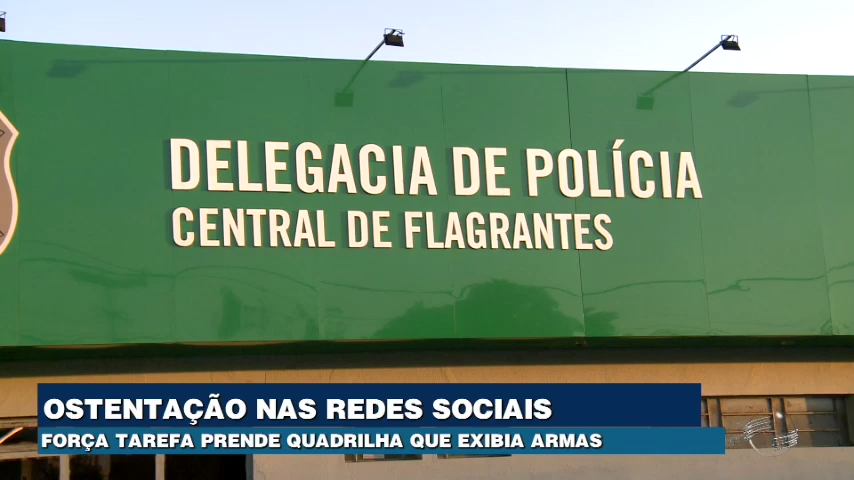 DELEGACIA DE POLÍCIA
CENTRAL DE FLAGRANTES
OSTENTAÇÃO NAS REDES SOCIAIS
FORÇA TAREFA PRENDE QUADRILHA QUE EXIBIA ARMAS